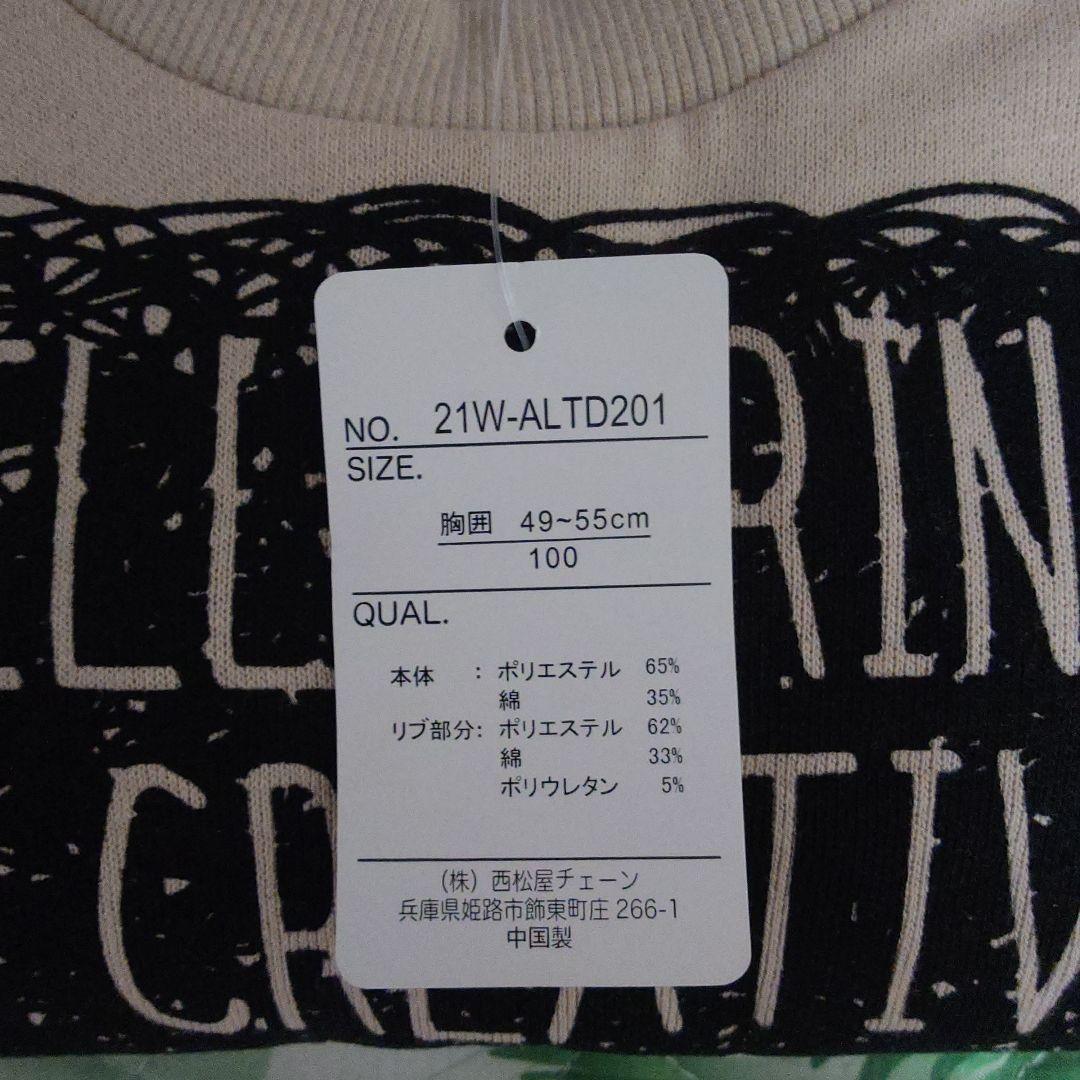 NO. 21W-ALTD201
SIZE.
胸囲 49~55cm
100
QUAL.
本体 : ポリエステル 65%
綿 35%
リブ部分: ポリエステル 62%
綿 33%
ポリウレタン 5%
(株) 西松屋チェーン
兵庫県姫路市飾東町庄 266-1
中国製